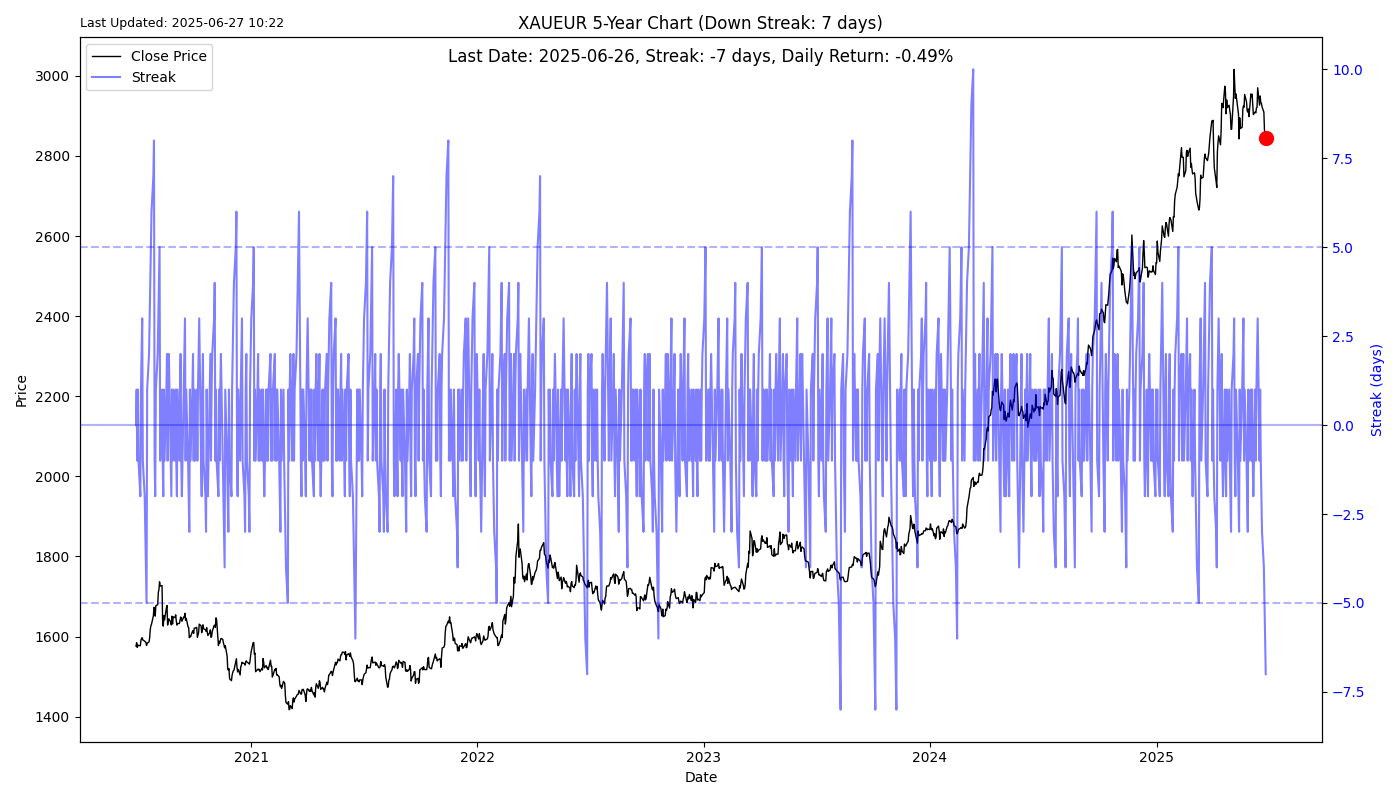 Last Updated: 2025-06-27 10:22
XAUEUR 5-Year Chart (Down Streak: 7 days)
Last Date: 2025-06-26, Streak: -7 days, Daily Return: -0.49%
Close Price
Streak
3000
2800
2600
2400
2200
2000
1800
1600
1400
Price
10.0
7.5
5.0
2.5
0.0
−2.5
−5.0
−7.5
Streak (days)
2021
2022
2023
2024
2025
Date